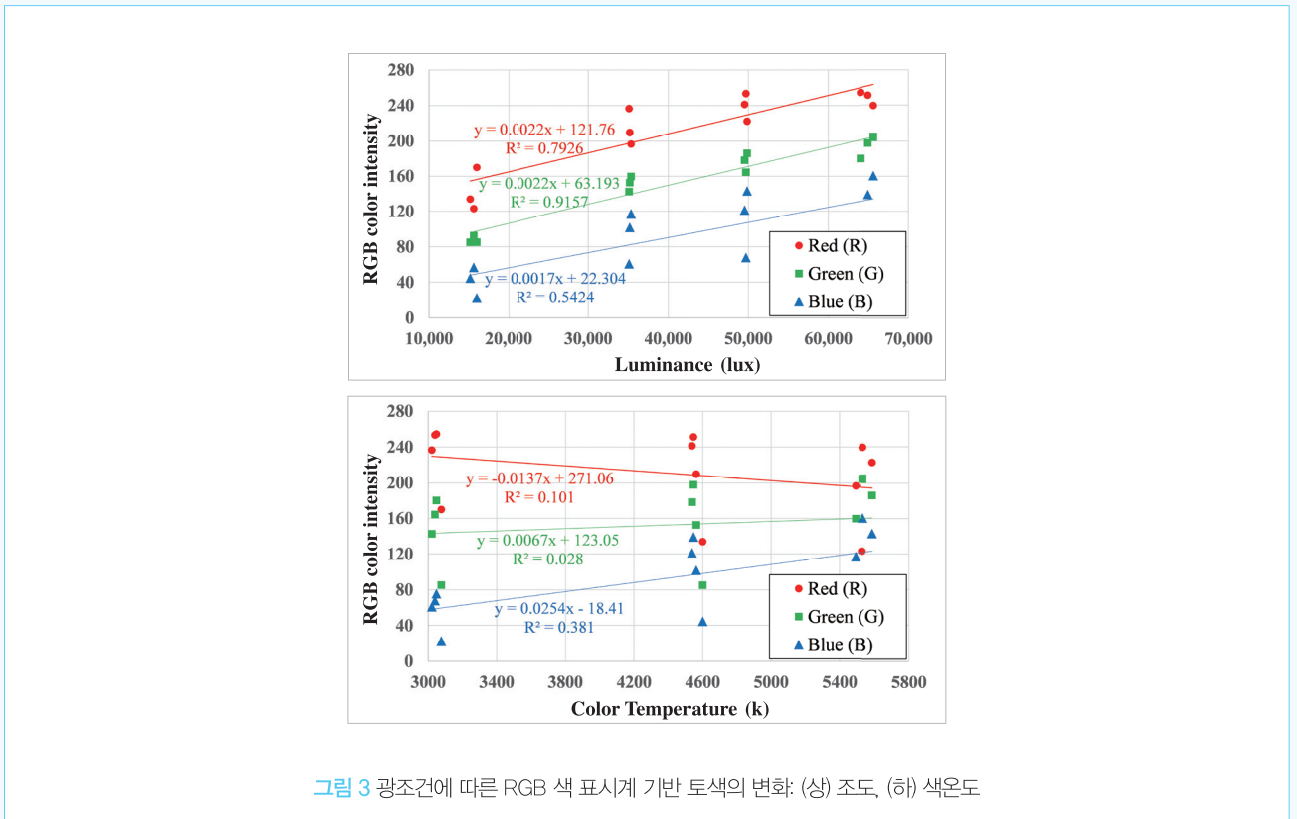 280
240
200
160
120
80
40
0
RGB color intensity
y = 0.0022x + 121.76
R² = 0.7926
y = 0.0022x + 63.193
R² = 0.9157
y = 0.0017x + 22.304
R² = 0.5424
Red (R)
Green (G)
Blue (B)
10,000 20,000 30,000 40,000 50,000 60,000 70,000
Luminance (lux)
280
240
200
160
120
80
40
0
RGB color intensity
y = -0.0137x + 271.06
R² = 0.101
y = 0.0067x + 123.05
R² = 0.028
y = 0.0254x - 18.41
R² = 0.381
Red (R)
Green (G)
Blue (B)
3000 3400 3800 4200 4600 5000 5400 5800
Color Temperature (k)
그림 3 광조건에 따른 RGB 색 표시계 기반 토색의 변화: (상) 조도, (하) 색온도